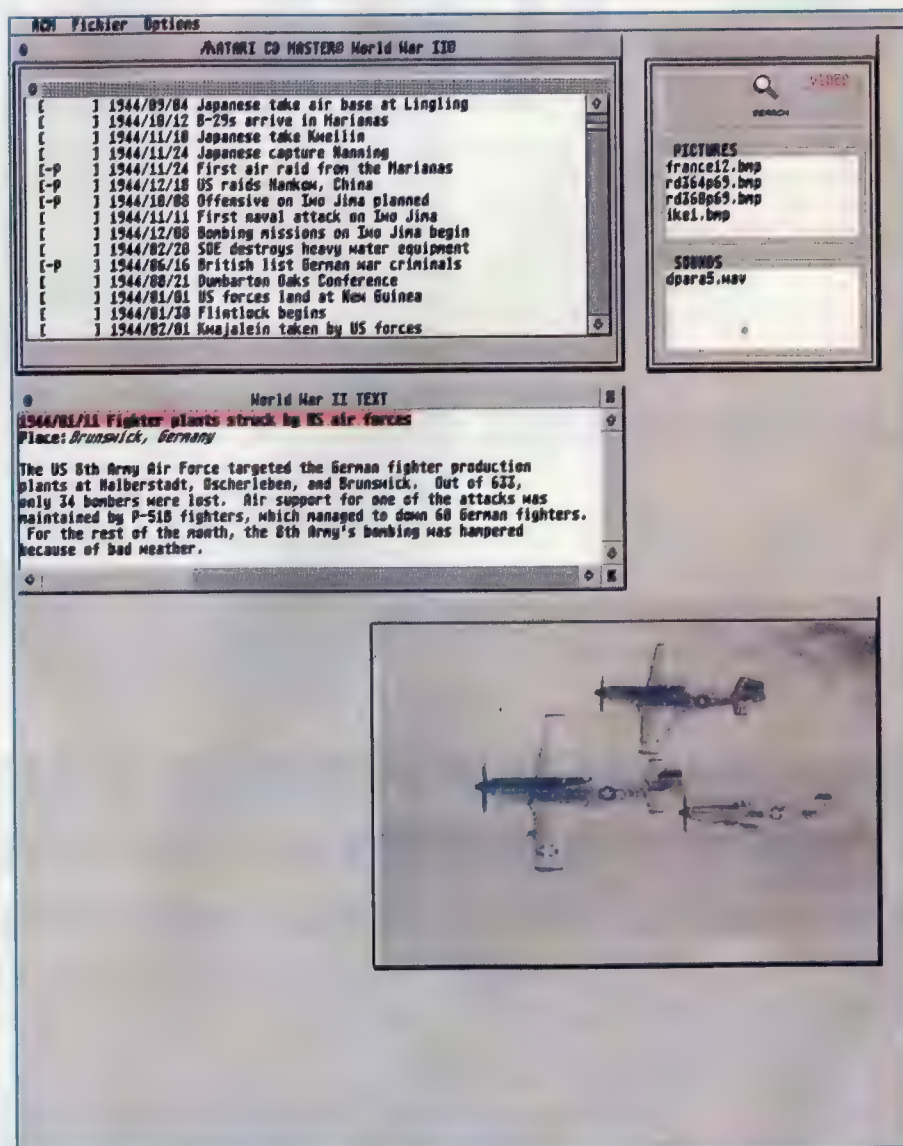 ACM Fichier Options
ATARI CD MASTER® World War II®
[ ] 1944/09/04 Japanese take air base at Lingling
[ ] 1944/10/12 B-29s arrive in Marianas
[ ] 1944/11/10 Japanese take Kweilin
[ ] 1944/11/24 Japanese capture Nanning
[-P ] 1944/11/24 First air raid from the Marianas
[ ] 1944/12/18 US raids Hankow, China
[-P ] 1944/10/08 Offensive on Iwo Jima planned
[ ] 1944/11/11 First naval attack on Iwo Jima
[ ] 1944/12/08 Bombing missions on Iwo Jima begin
[ ] 1944/02/20 SOE destroys heavy water equipment
[-P ] 1944/06/16 British list German war criminals
[ ] 1944/08/21 Dumbarton Oaks Conference
[ ] 1944/01/01 US forces land at New Guinea
[ ] 1944/01/30 Flintlock begins
[ ] 1944/02/01 Kwajalein taken by US forces
VIDEO
SEARCH
PICTURES
france12.bmp
rd364p69.bmp
rd368p69.bmp
ike1.bmp
SOUNDS
dpara5.wav
World War II TEXT
1944/01/11 Fighter plants struck by US air forces
Place: Brunswick, Germany
The US 8th Army Air Force targeted the German fighter production
plants at Halberstadt, Oscherleben, and Brunswick. Out of 633,
only 34 bombers were lost. Air support for one of the attacks was
maintained by P-51B fighters, which managed to down 60 German fighters.
For the rest of the month, the 8th Army's bombing was hampered
because of bad weather.